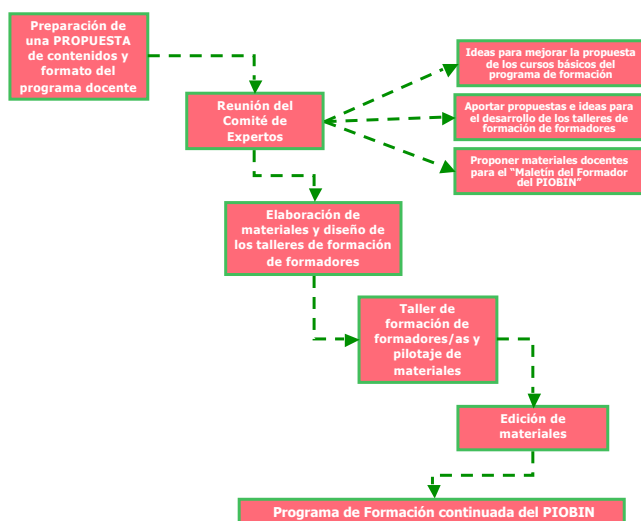 Preparación de
una PROPUESTA
de contenidos y
formato del
programa docente
Ideas para mejorar la propuesta
de los cursos básicos del
programa de formación
Reunión del
Comité de
Expertos
Aportar propuestas e ideas para
el desarrollo de los talleres de
formación de formadores
Proponer materiales docentes
para el “Maletín del Formador
del PIOBIN”
Elaboración de
materiales y diseño de
los talleres de formación
de formadores
Taller de
formación de
formadores/as y
pilotaje de
materiales
Edición de
materiales
Programa de Formación continuada del PIOBIN